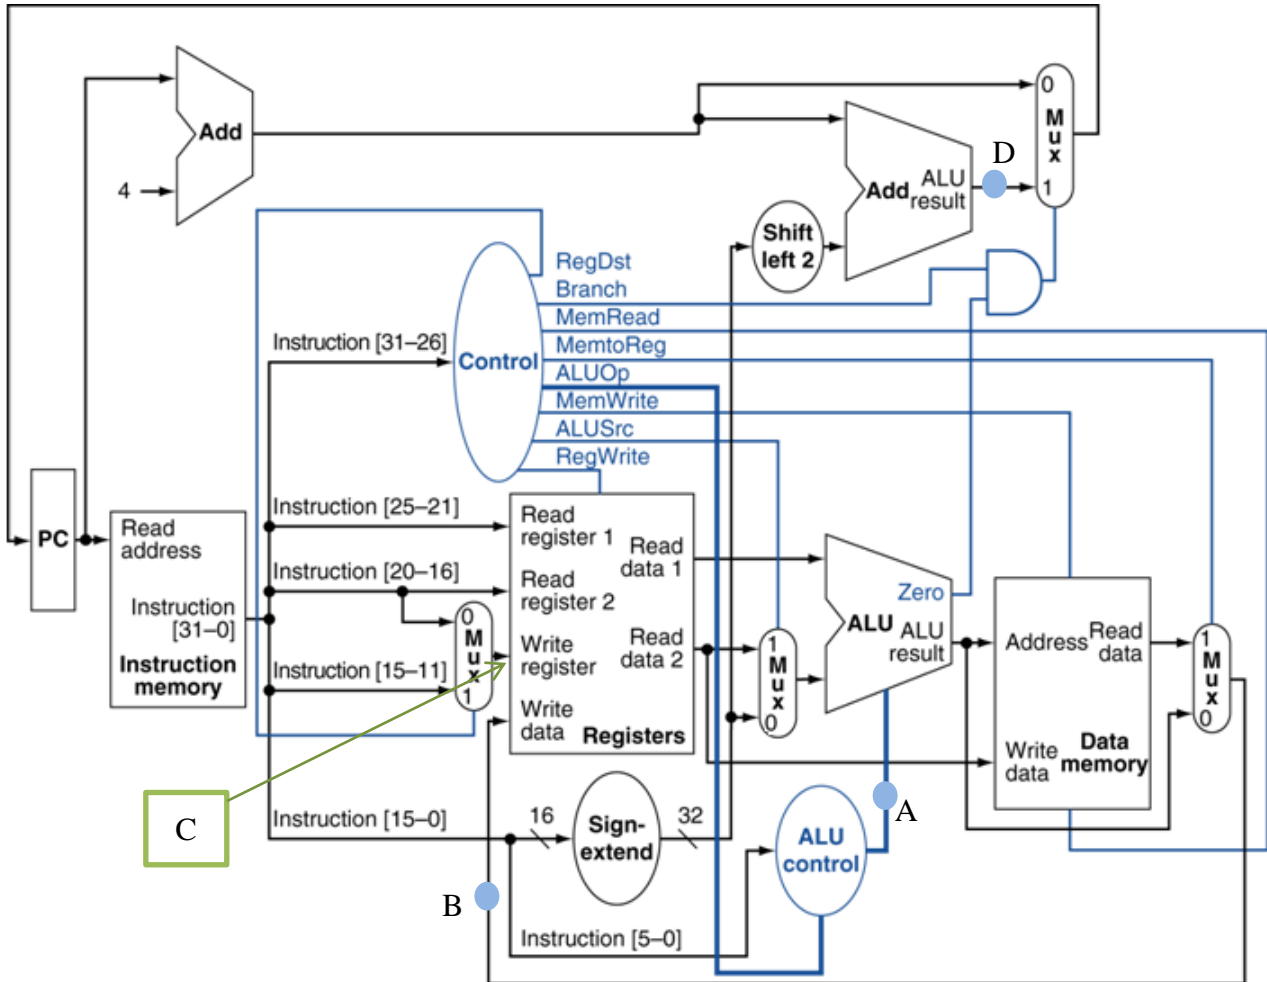 Add
4
0
Mux
1
D
Add
ALU
result
Shift
left 2
RegDst
Branch
MemRead
MemtoReg
ALUOp
MemWrite
ALUSrc
RegWrite
Control
Instruction [31–26]
Instruction [25–21]
Instruction [20–16]
Instruction [15–11]
Instruction [15–0]
Instruction [5–0]
PC
Read
address
Instruction
[31–0]
Instruction
memory
0
Mux
1
Read
register 1
Read
register 2
Write
register
Write
data
Read
data 1
Read
data 2
Registers
1
Mux
0
Zero
ALU
ALU
result
Address
Read
data
Write
data
Data
memory
1
Mux
0
C
16
Sign-
extend
32
ALU
control
A
B